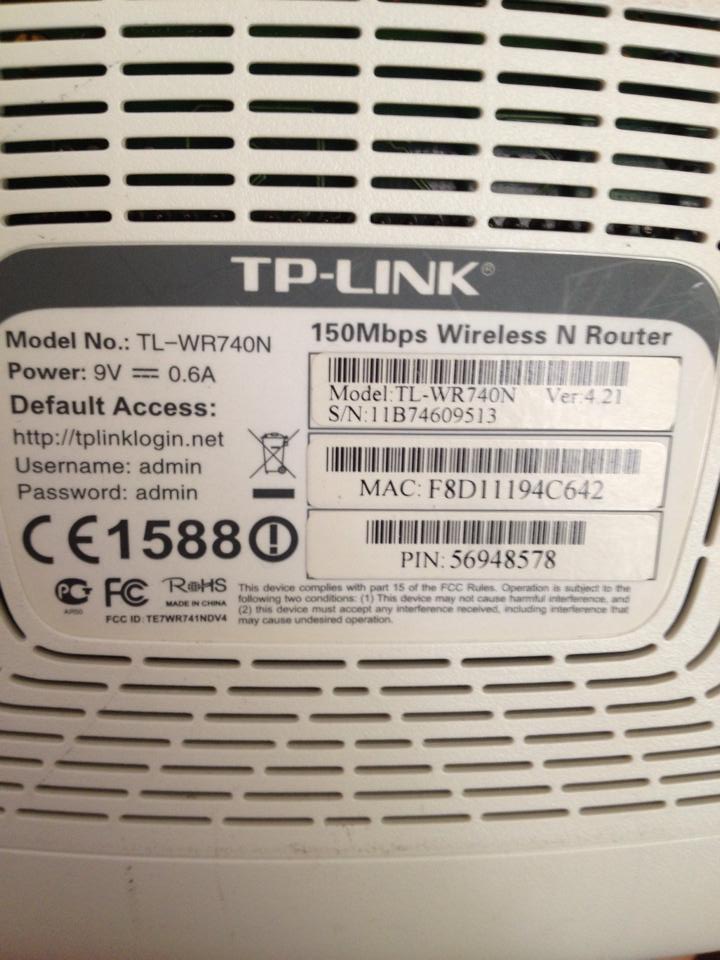 TP-LINK®
Model No.: TL-WR740N
Power: 9V 0.6A
Default Access:
http://tplinklogin.net
Username: admin
Password: admin
CE1588
150Mbps Wireless N Router
Model:TL-WR740N Ver:4.21
S/N:11B74609513
MAC: F8D11194C642
PIN: 56948578
FC RoHS
MADE IN CHINA
FCC ID: TE7WR741NDV4
This device complies with part 15 of the FCC Rules. Operation is subject to the
following two conditions: (1) This device may not cause harmful interference, and
(2) this device must accept any interference received, including interference that
may cause undesired operation.